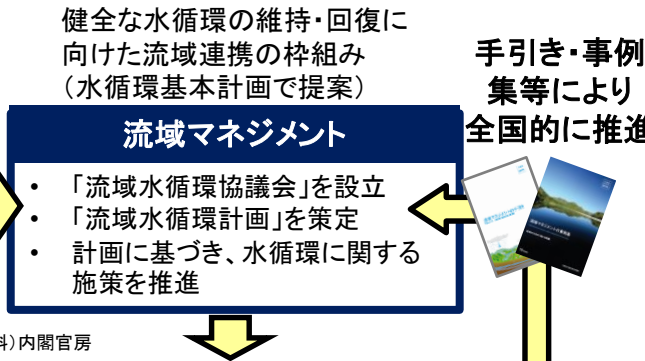 健全な水循環の維持・回復に
向けた流域連携の枠組み
（水循環基本計画で提案）
手引き・事例
集等により
全国的に推進
流域マネジメント
• 「流域水循環協議会」を設立
• 「流域水循環計画」を策定
• 計画に基づき、水循環に関する
施策を推進
料）内閣官房